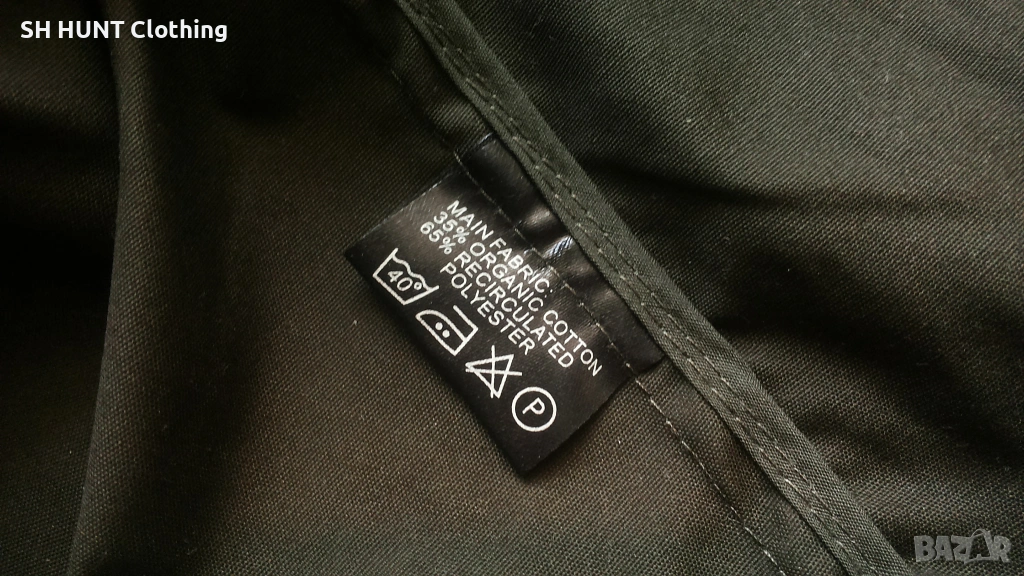 SH HUNT Clothing
MAIN FABRIC:
35% ORGANIC COTTON
65% RECIRCULATED
POLYESTER
40°
P
BAZAR